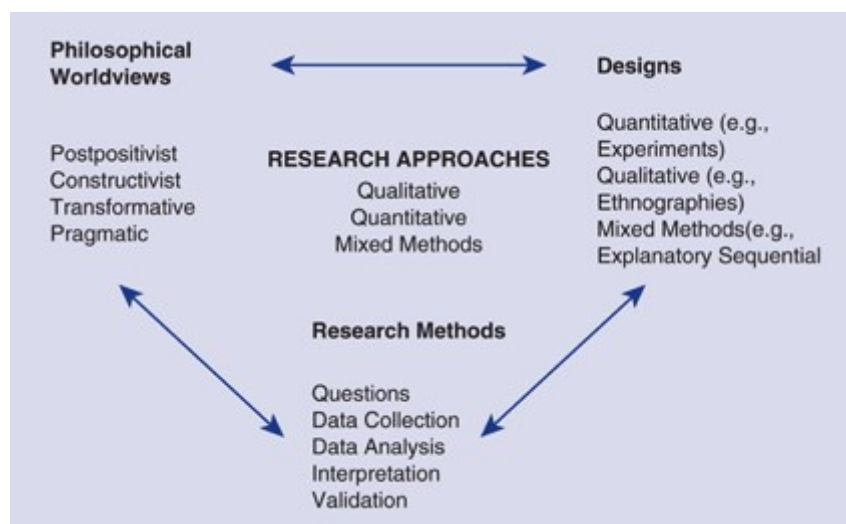 Philosophical
Worldviews
Postpositivist
Constructivist
Transformative
Pragmatic
RESEARCH APPROACHES
Qualitative
Quantitative
Mixed Methods
Designs
Quantitative (e.g.,
Experiments)
Qualitative (e.g.,
Ethnographies)
Mixed Methods(e.g.,
Explanatory Sequential
Research Methods
Questions
Data Collection
Data Analysis
Interpretation
Validation